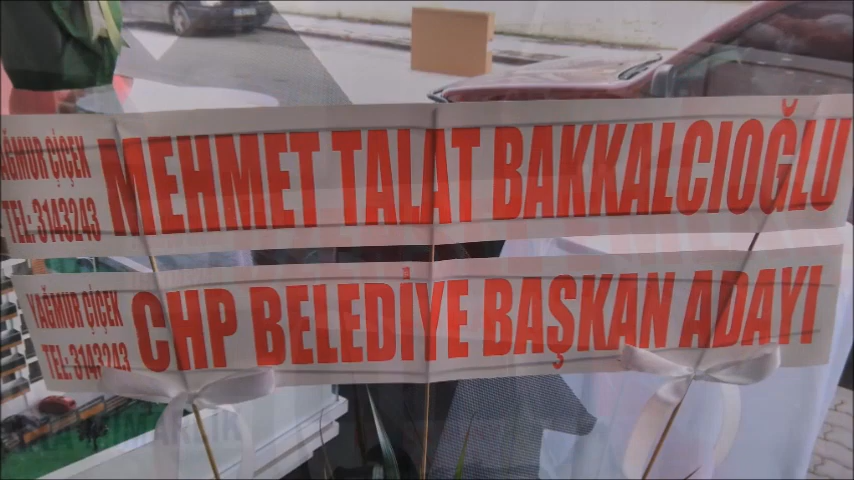 YAĞMUR ÇİÇEK
TEL: 3143243
MEHMET TALAT BAKKALCIOĞLU
YAĞMUR ÇİÇEK
TEL: 3143243
CHP BELEDİYE BAŞKAN ADAYI